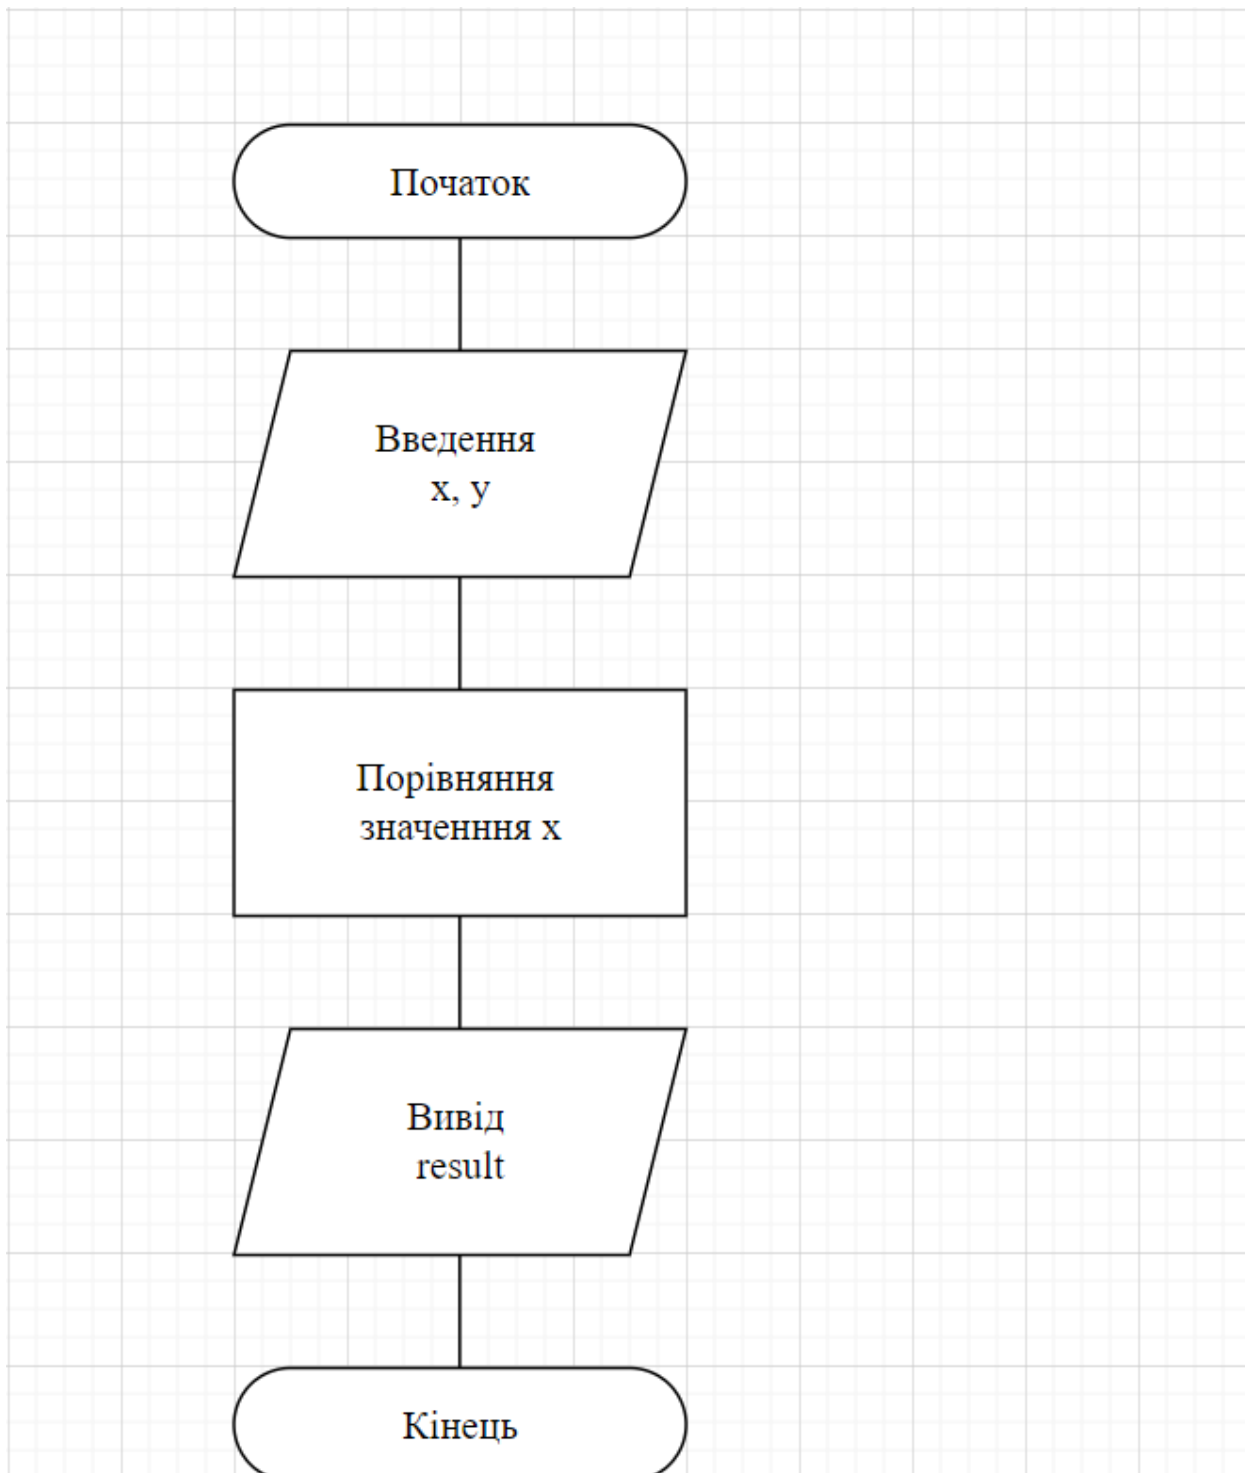 Початок
Введення
x, y
Порівняння
значенння x
Вивід
result
Кінець